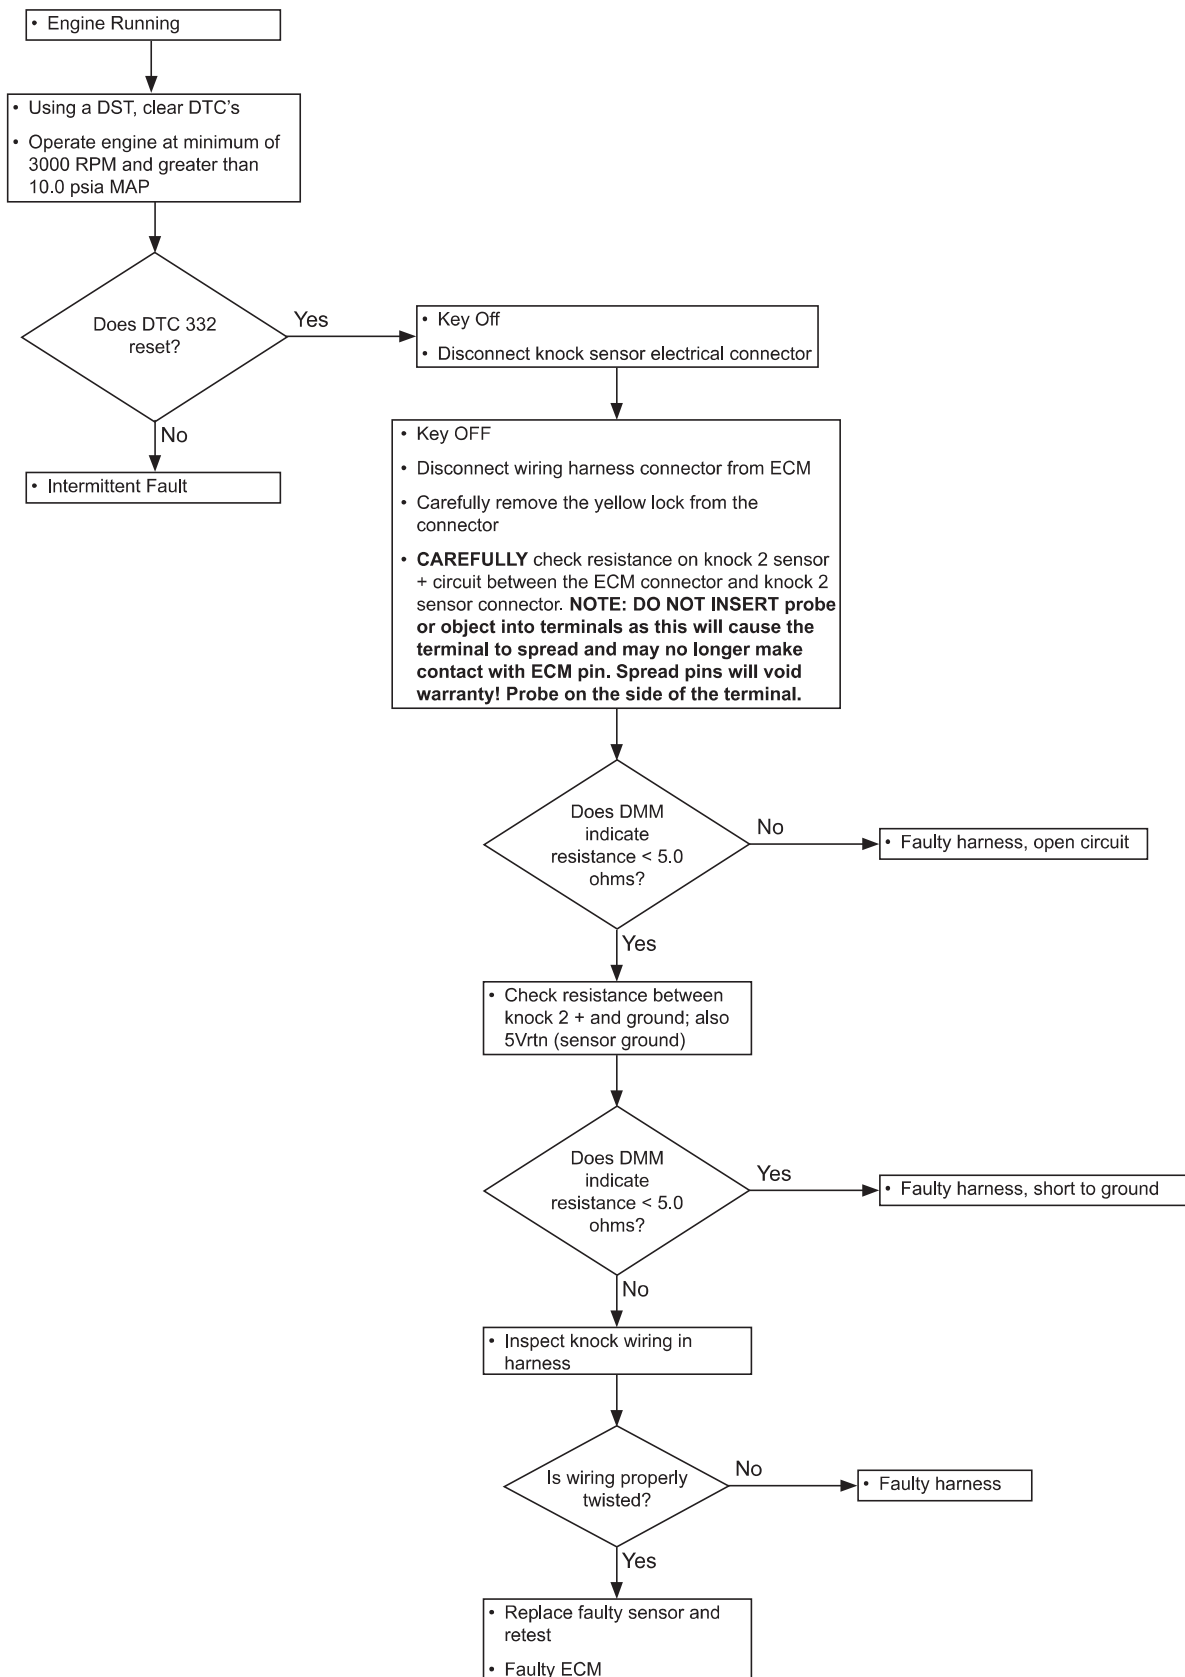 • Engine Running
• Using a DST, clear DTC's
• Operate engine at minimum of
3000 RPM and greater than
10.0 psia MAP
Does DTC 332
reset?
Yes
• Key Off
• Disconnect knock sensor electrical connector
No
• Intermittent Fault
• Key OFF
• Disconnect wiring harness connector from ECM
• Carefully remove the yellow lock from the
connector
• CAREFULLY check resistance on knock 2 sensor
+ circuit between the ECM connector and knock 2
sensor connector. NOTE: DO NOT INSERT probe
or object into terminals as this will cause the
terminal to spread and may no longer make
contact with ECM pin. Spread pins will void
warranty! Probe on the side of the terminal.
Does DMM
indicate
resistance < 5.0
ohms?
No
• Faulty harness, open circuit
Yes
• Check resistance between
knock 2 + and ground; also
5Vrtn (sensor ground)
Does DMM
indicate
resistance < 5.0
ohms?
Yes
• Faulty harness, short to ground
No
• Inspect knock wiring in
harness
Is wiring properly
twisted?
No
• Faulty harness
Yes
• Replace faulty sensor and
retest
• Faulty ECM